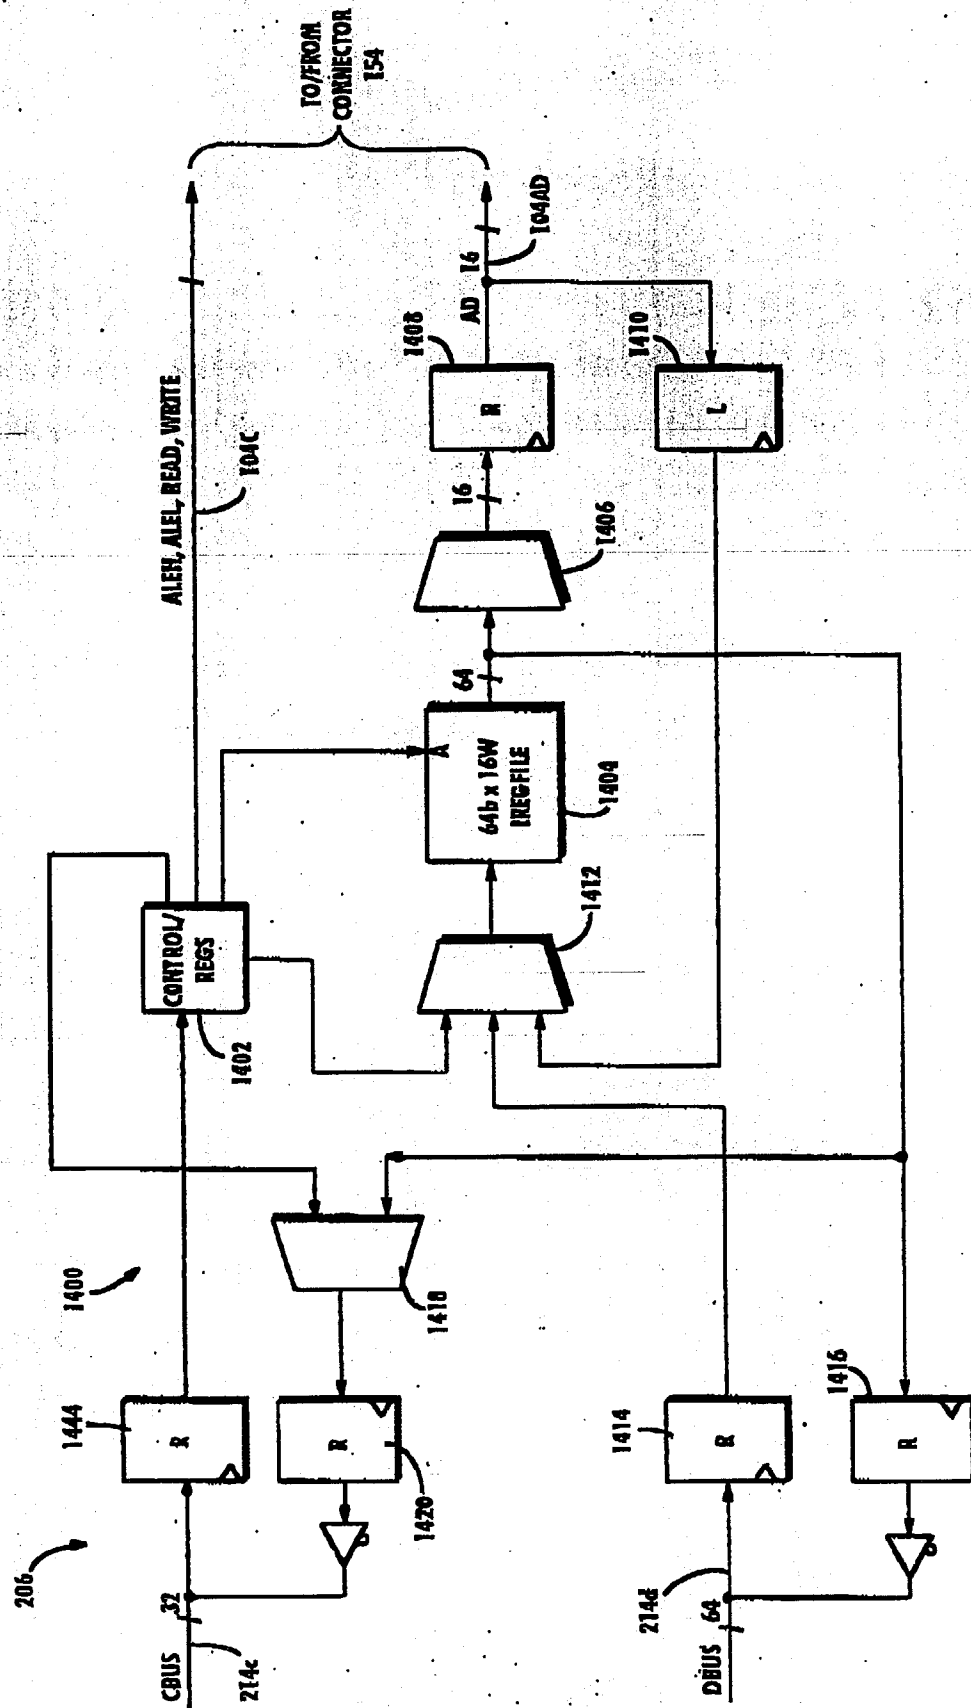 TO/FROM
CONNECTOR
154
ALEH, ALEL, READ, WRITE
104C
16
104AD
AD
1408
R
1410
L
16
1406
64
A
64b x 16W
REGFILE
1404
1412
CONTROL/
REGS
1402
1400
1418
1444
R
R
1420
1414
R
1416
R
206
CBUS
32
214c
DBUS
64
214d